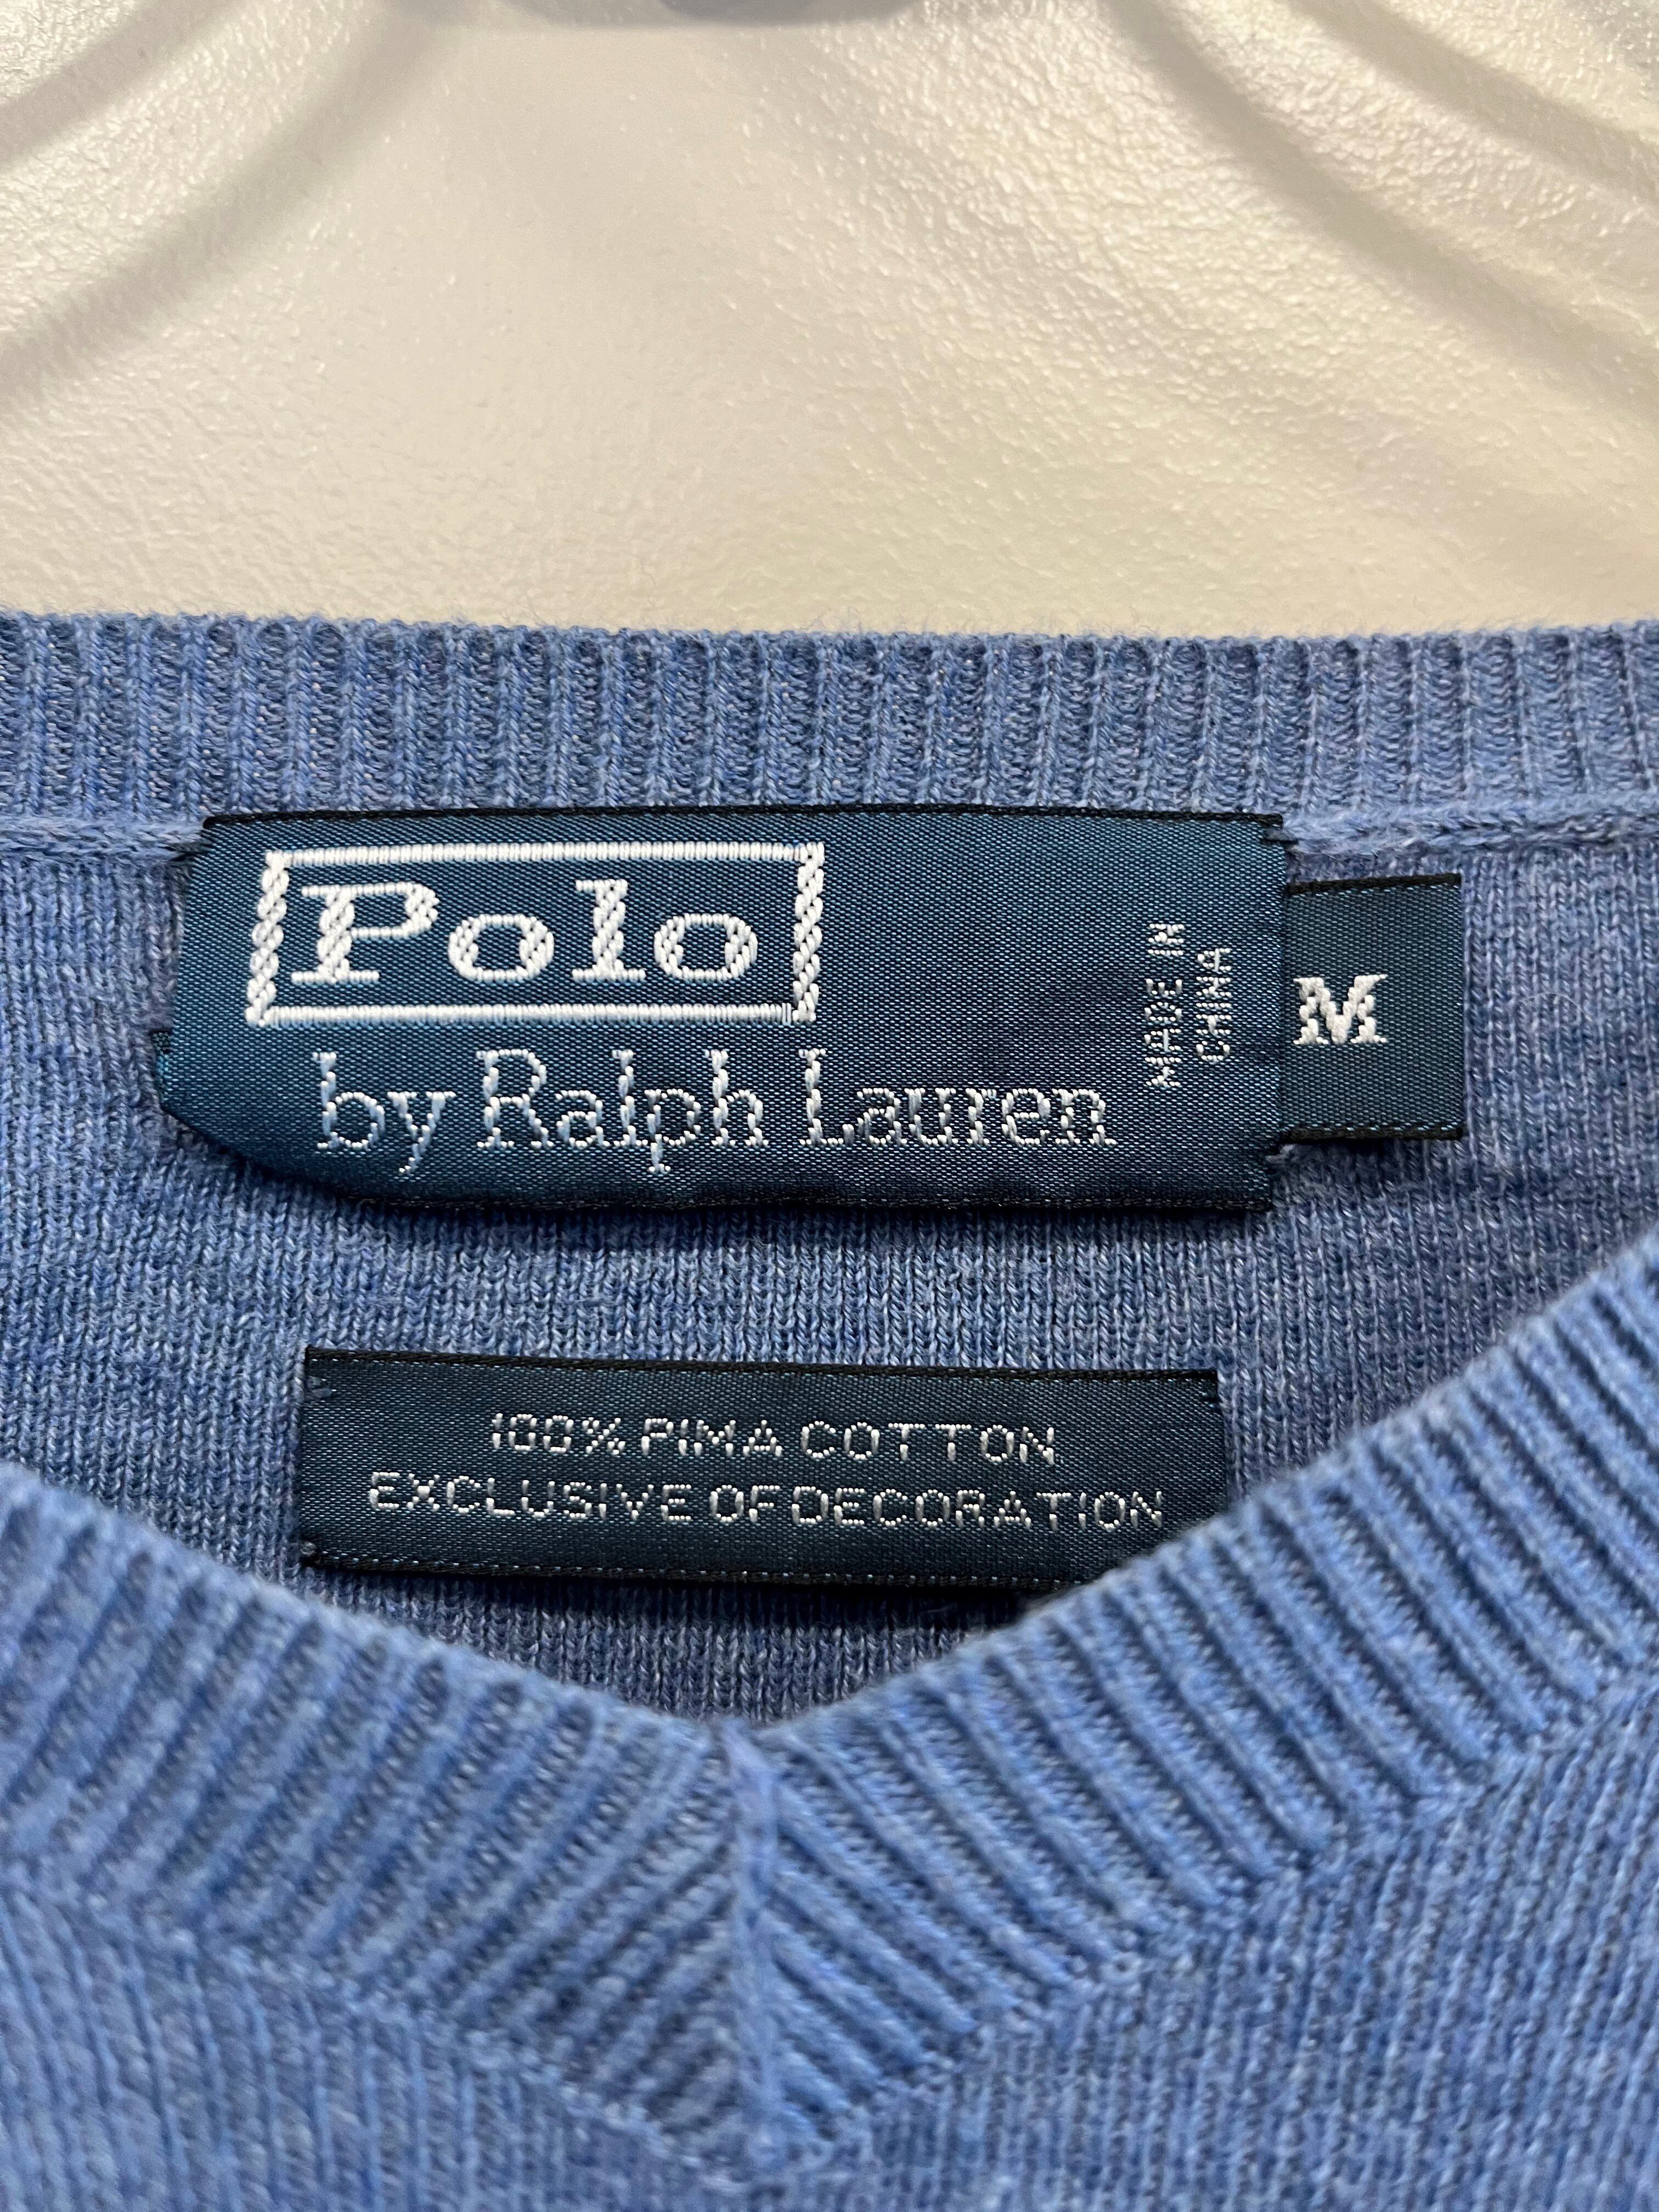 Polo
by Ralph Lauren
MADE IN
CHINA
M
100% PIMA COTTON
EXCLUSIVE OF DECORATION